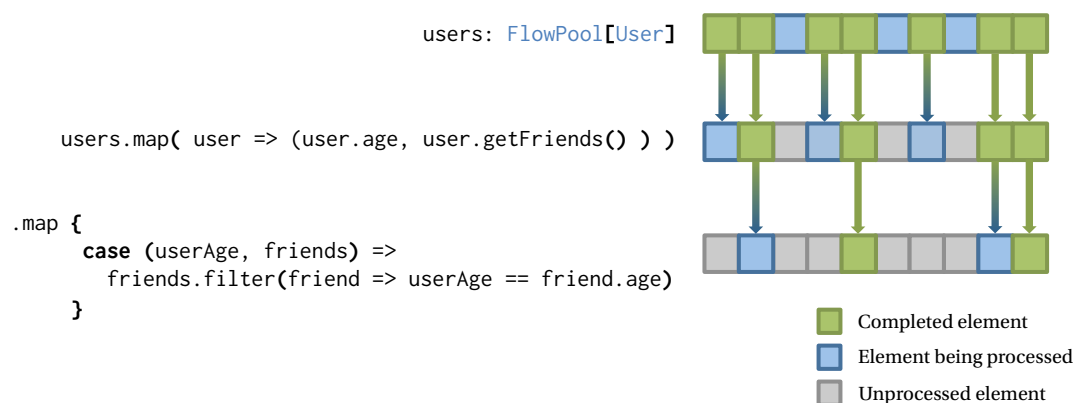 users: FlowPool[User]
users.map( user => (user.age, user.getFriends() ) )
.map {
case (userAge, friends) =>
friends.filter(friend => userAge == friend.age)
}
Completed element
Element being processed
Unprocessed element